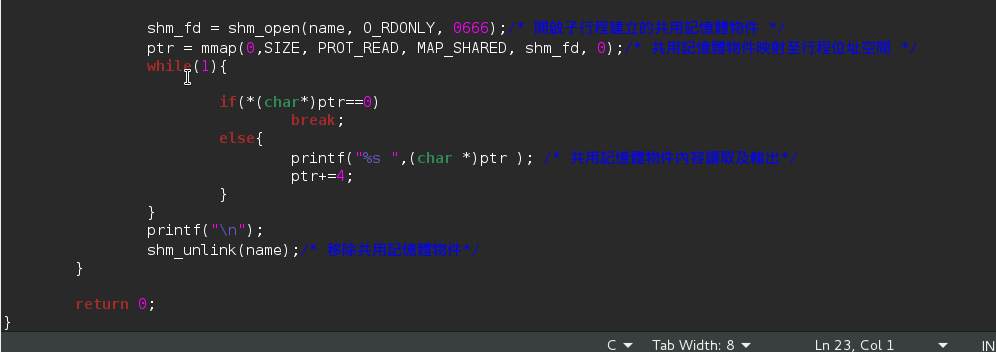 shm_fd = shm_open(name, O_RDONLY, 0666);/* 開啟子行程建立的共用記憶體物件 */
ptr = mmap(0,SIZE, PROT_READ, MAP_SHARED, shm_fd, 0);/* 共用記憶體物件映射至行程位址空間 */
while(1){
if(*(char*)ptr==0)
break;
else{
printf("%s ",(char *)ptr ); /* 共用記憶體物件內容讀取及輸出*/
ptr+=4;
}
}
printf("\n");
shm_unlink(name);/* 移除共用記憶體物件*/
}
return 0;
}
C Tab Width: 8 Ln 23, Col 1 IN